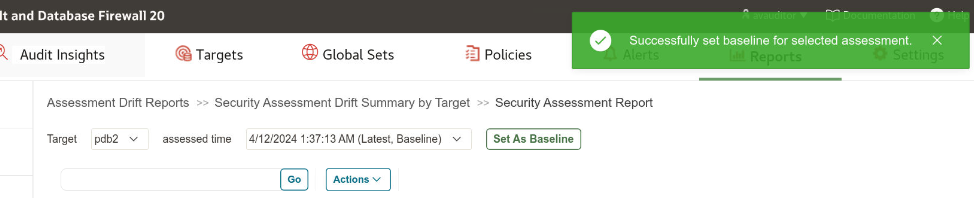 lt and Database Firewall 20
avauditor
Documentation
Help
Successfully set baseline for selected assessment.
Audit Insights
Targets
Global Sets
Policies
Alerts
Reports
Settings
Assessment Drift Reports >> Security Assessment Drift Summary by Target >> Security Assessment Report
Target pdb2 assessed time 4/12/2024 1:37:13 AM (Latest, Baseline) Set As Baseline
Go Actions